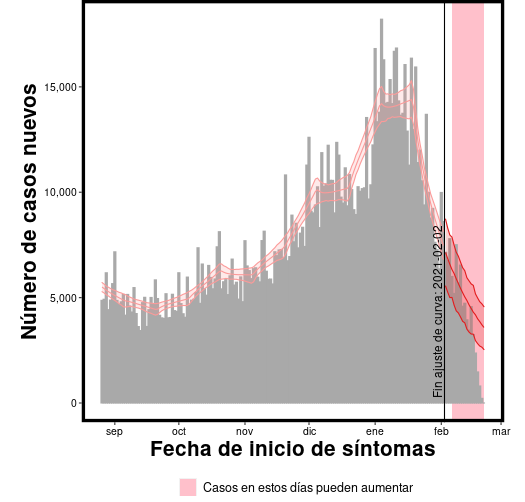 Número de casos nuevos
15,000
10,000
5,000
0
Fin ajuste de curva: 2021-02-02
sep oct nov dic ene feb mar
Fecha de inicio de síntomas
Casos en estos días pueden aumentar